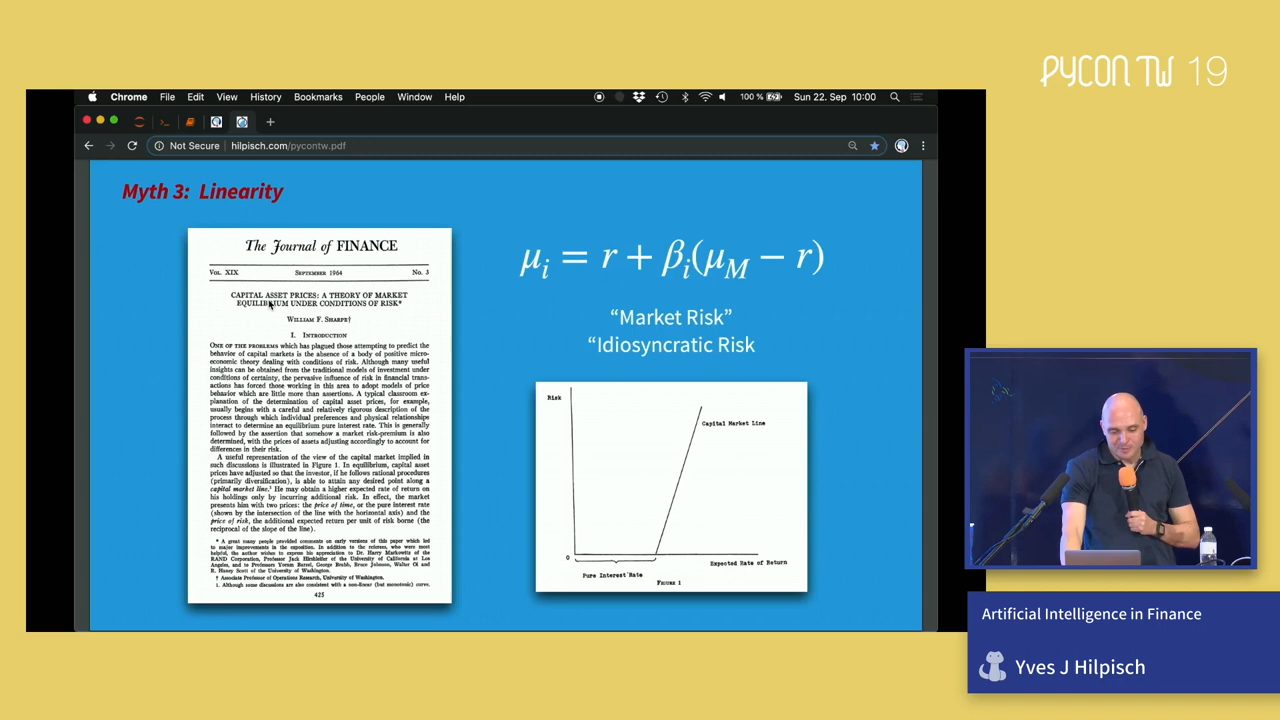 PYCON TW 19
Chrome File Edit View History Bookmarks People Window Help 100 % Sun 22. Sep 10:00
Not Secure hilpisch.com/pycontw.pdf
Myth 3: Linearity
The Journal of FINANCE
VOL. XIX SEPTEMBER 1964 No. 3
CAPITAL ASSET PRICES: A THEORY OF MARKET
EQUILIBRIUM UNDER CONDITIONS OF RISK*
WILLIAM F. SHARPE†
I. INTRODUCTION
ONE OF THE PROBLEMS which has plagued those attempting to predict the
behavior of capital markets is the absence of a body of positive micro-
economic theory dealing with conditions of risk. Although many useful
insights can be obtained from the traditional models of investment under
conditions of certainty, the pervasive influence of risk in financial trans-
actions has forced those working in this area to adopt models of price
behavior which are little more than assertions. A typical classroom ex-
planation of the determination of capital asset prices, for example,
usually begins with a careful and relatively rigorous description of the
process through which individual preferences and physical relationships
interact to determine an equilibrium pure interest rate. This is generally
followed by the assertion that somehow a market risk-premium is also
determined, with the prices of assets adjusting accordingly to account for
differences in their risk.
A useful representation of the view of the capital market implied in
such discussions is illustrated in Figure 1. In equilibrium, capital asset
prices have adjusted so that the investor, if he follows rational procedures
(primarily diversification), is able to attain any desired point along a
capital market line.¹ He may obtain a higher expected rate of return on
his holdings only by incurring additional risk. In effect, the market
presents him with two prices: the price of time, or the pure interest rate
(shown by the intersection of the line with the horizontal axis) and the
price of risk, the additional expected return per unit of risk borne (the
reciprocal of the slope of the line).
* A great many people provided comments on early versions of this paper which led
to major improvements in the exposition. In addition to the referees, who were most
helpful, the author wishes to express his appreciation to Dr. Harry Markowitz of the
RAND Corporation, Professor Jack Hirshleifer of the University of California at Los
Angeles, and to Professors Yoram Barzel, George Brabb, Bruce Johnson, Walter Oi and
R. Haney Scott of the University of Washington.
† Associate Professor of Operations Research, University of Washington.
1. Although some discussions are also consistent with a non-linear (but monotonic) curve.
425
μi = r + βi(μM − r)
“Market Risk”
“Idiosyncratic Risk
Risk
Capital Market Line
0
Expected Rate of Return
Pure Interest Rate
FIGURE 1
Artificial Intelligence in Finance
Yves J Hilpisch